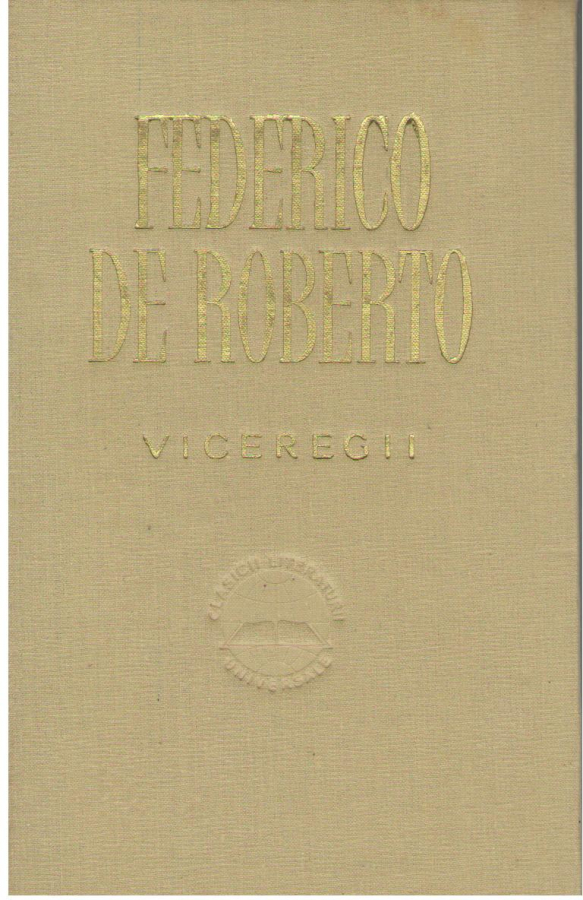 FEDERICO
DE ROBERTO
VICEREGII
CLASICII LITERATURII
UNIVERSALE